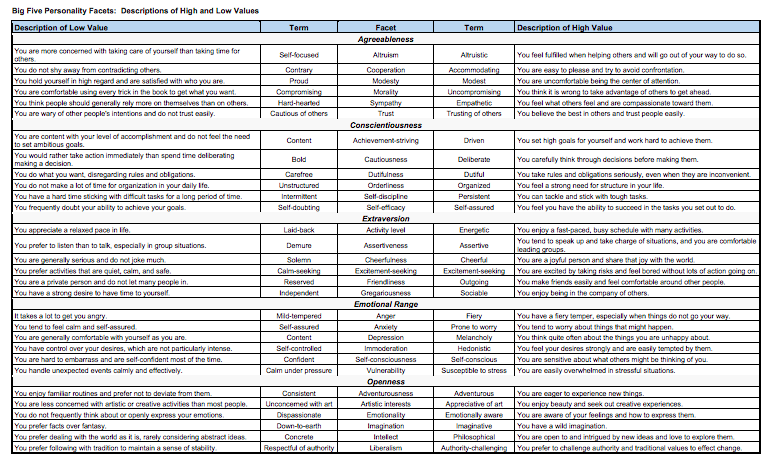 Big Five Personality Facets: Descriptions of High and Low Values
Description of Low Value Term Facet Term Description of High Value
Agreeableness
You are more concerned with taking care of yourself than taking time for
others. Self-focused Altruism Altruistic You feel fulfilled when helping others and will go out of your way to do so.
You do not shy away from contradicting others. Contrary Cooperation Accommodating You are easy to please and try to avoid confrontation.
You hold yourself in high regard and are satisfied with who you are. Proud Modesty Modest You are uncomfortable being the center of attention.
You are comfortable using every trick in the book to get what you want. Compromising Morality Uncompromising You think it is wrong to take advantage of others to get ahead.
You think people should generally rely more on themselves than on others. Hard-hearted Sympathy Empathetic You feel what others feel and are compassionate toward them.
You are wary of other people's intentions and do not trust easily. Cautious of others Trust Trusting of others You believe the best in others and trust people easily.
Conscientiousness
You are content with your level of accomplishment and do not feel the need
to set ambitious goals. Content Achievement-striving Driven You set high goals for yourself and work hard to achieve them.
You would rather take action immediately than spend time deliberating
making a decision. Bold Cautiousness Deliberate You carefully think through decisions before making them.
You do what you want, disregarding rules and obligations. Carefree Dutifulness Dutiful You take rules and obligations seriously, even when they are inconvenient.
You do not make a lot of time for organization in your daily life. Unstructured Orderliness Organized You feel a strong need for structure in your life.
You have a hard time sticking with difficult tasks for a long period of time. Intermittent Self-discipline Persistent You can tackle and stick with tough tasks.
You frequently doubt your ability to achieve your goals. Self-doubting Self-efficacy Self-assured You feel you have the ability to succeed in the tasks you set out to do.
Extraversion
You appreciate a relaxed pace in life. Laid-back Activity level Energetic You enjoy a fast-paced, busy schedule with many activities.
You prefer to listen than to talk, especially in group situations. Demure Assertiveness Assertive You tend to speak up and take charge of situations, and you are comfortable
leading groups.
You are generally serious and do not joke much. Solemn Cheerfulness Cheerful You are a joyful person and share that joy with the world.
You prefer activities that are quiet, calm, and safe. Calm-seeking Excitement-seeking Excitement-seeking You are excited by taking risks and feel bored without lots of action going on.
You are a private person and do not let many people in. Reserved Friendliness Outgoing You make friends easily and feel comfortable around other people.
You have a strong desire to have time to yourself. Independent Gregariousness Sociable You enjoy being in the company of others.
Emotional Range
It takes a lot to get you angry. Mild-tempered Anger Fiery You have a fiery temper, especially when things do not go your way.
You tend to feel calm and self-assured. Self-assured Anxiety Prone to worry You tend to worry about things that might happen.
You are generally comfortable with yourself as you are. Content Depression Melancholy You think quite often about the things you are unhappy about.
You have control over your desires, which are not particularly intense. Self-controlled Immoderation Hedonistic You feel your desires strongly and are easily tempted by them.
You are hard to embarrass and are self-confident most of the time. Confident Self-consciousness Self-conscious You are sensitive about what others might be thinking of you.
You handle unexpected events calmly and effectively. Calm under pressure Vulnerability Susceptible to stress You are easily overwhelmed in stressful situations.
Openness
You enjoy familiar routines and prefer not to deviate from them. Consistent Adventurousness Adventurous You are eager to experience new things.
You are less concerned with artistic or creative activities than most people. Unconcerned with art Artistic interests Appreciative of art You enjoy beauty and seek out creative experiences.
You do not frequently think about or openly express your emotions. Dispassionate Emotionality Emotionally aware You are aware of your feelings and how to express them.
You prefer facts over fantasy. Down-to-earth Imagination Imaginative You have a wild imagination.
You prefer dealing with the world as it is, rarely considering abstract ideas. Concrete Intellect Philosophical You are open to and intrigued by new ideas and love to explore them.
You prefer following with tradition to maintain a sense of stability. Respectful of authority Liberalism Authority-challenging You prefer to challenge authority and traditional values to effect change.